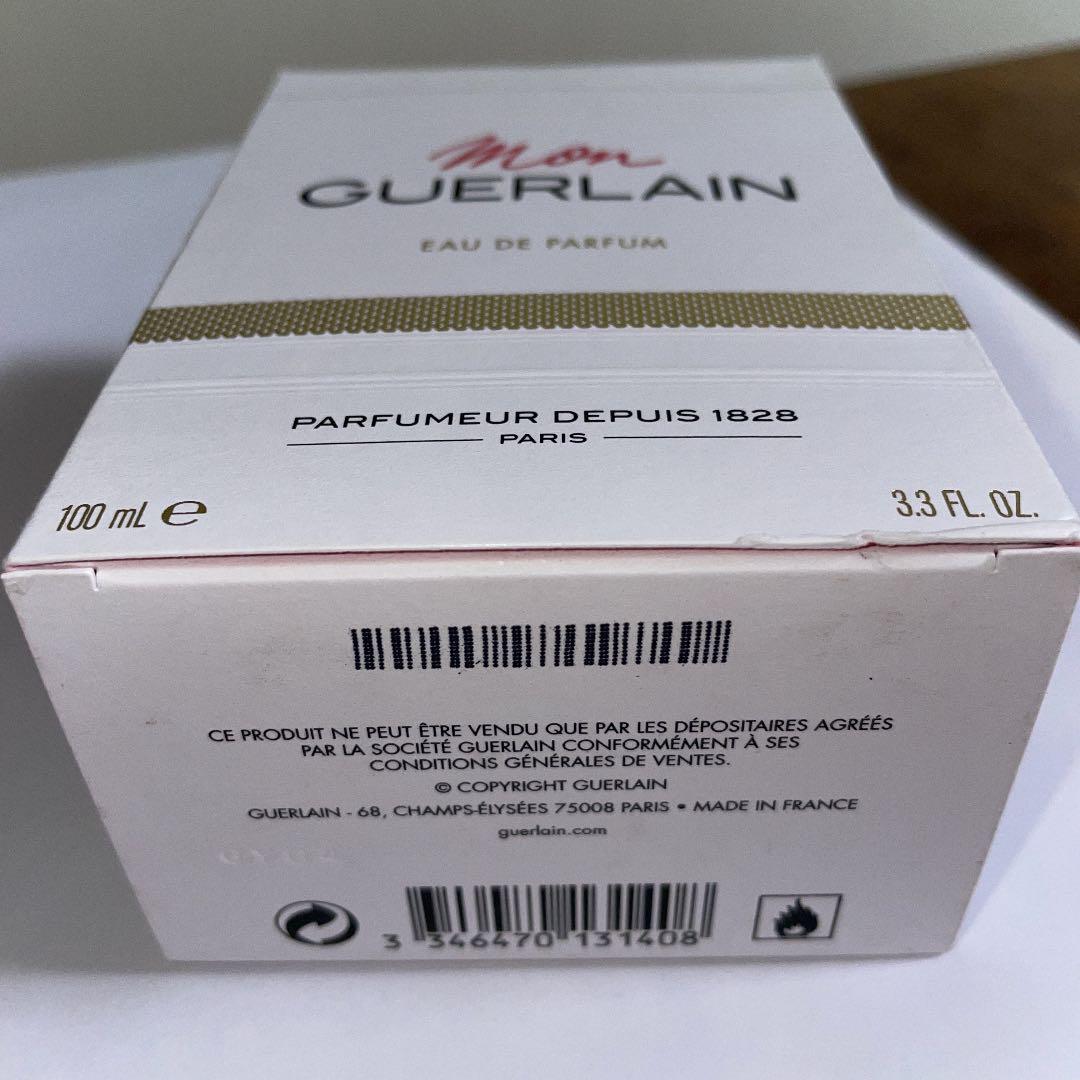 Mon
GUERLAIN
EAU DE PARFUM
PARFUMEUR DEPUIS 1828
PARIS
100 mL ℮
3.3 FL. OZ.
CE PRODUIT NE PEUT ÊTRE VENDU QUE PAR LES DÉPOSITAIRES AGRÉÉS
PAR LA SOCIÉTÉ GUERLAIN CONFORMÉMENT À SES
CONDITIONS GÉNÉRALES DE VENTES.
© COPYRIGHT GUERLAIN
GUERLAIN - 68, CHAMPS-ÉLYSÉES 75008 PARIS • MADE IN FRANCE
guerlain.com
3 346470 131408